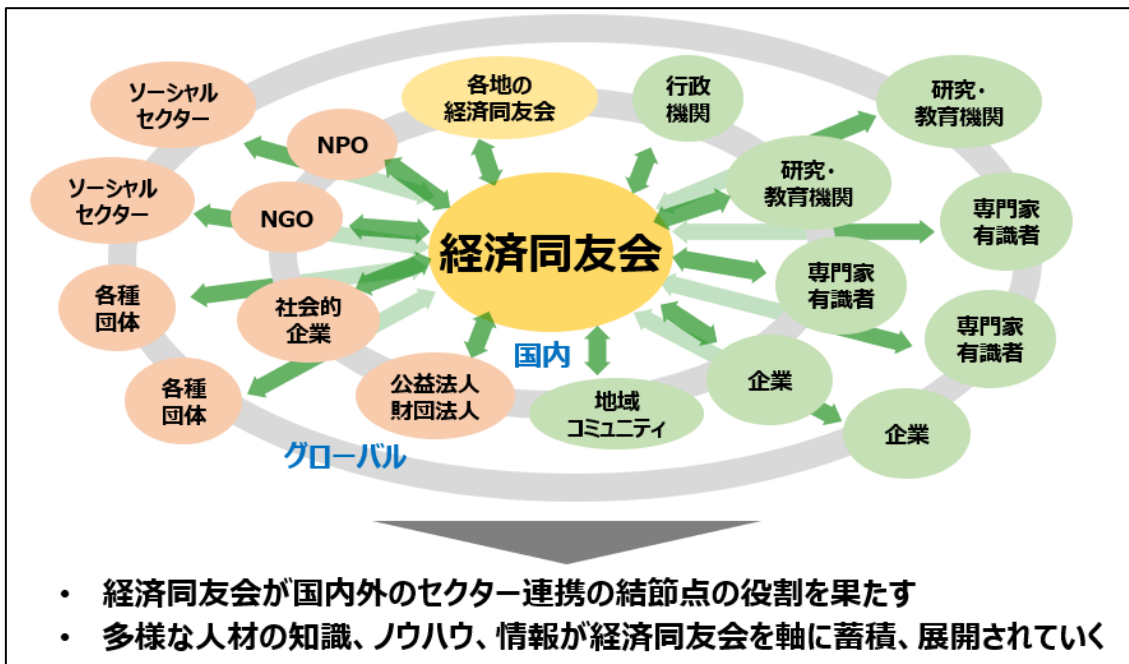 ソーシャル
セクター
各地の
経済同友会
行政
機関
研究・
教育機関
NPO
研究・
教育機関
ソーシャル
セクター
NGO
経済同友会
専門家
有識者
専門家
有識者
各種
団体
社会的
企業
専門家
有識者
国内
各種
団体
公益法人
財団法人
地域
コミュニティ
企業
企業
グローバル
・ 経済同友会が国内外のセクター連携の結節点の役割を果たす
・ 多様な人材の知識、ノウハウ、情報が経済同友会を軸に蓄積、展開されていく